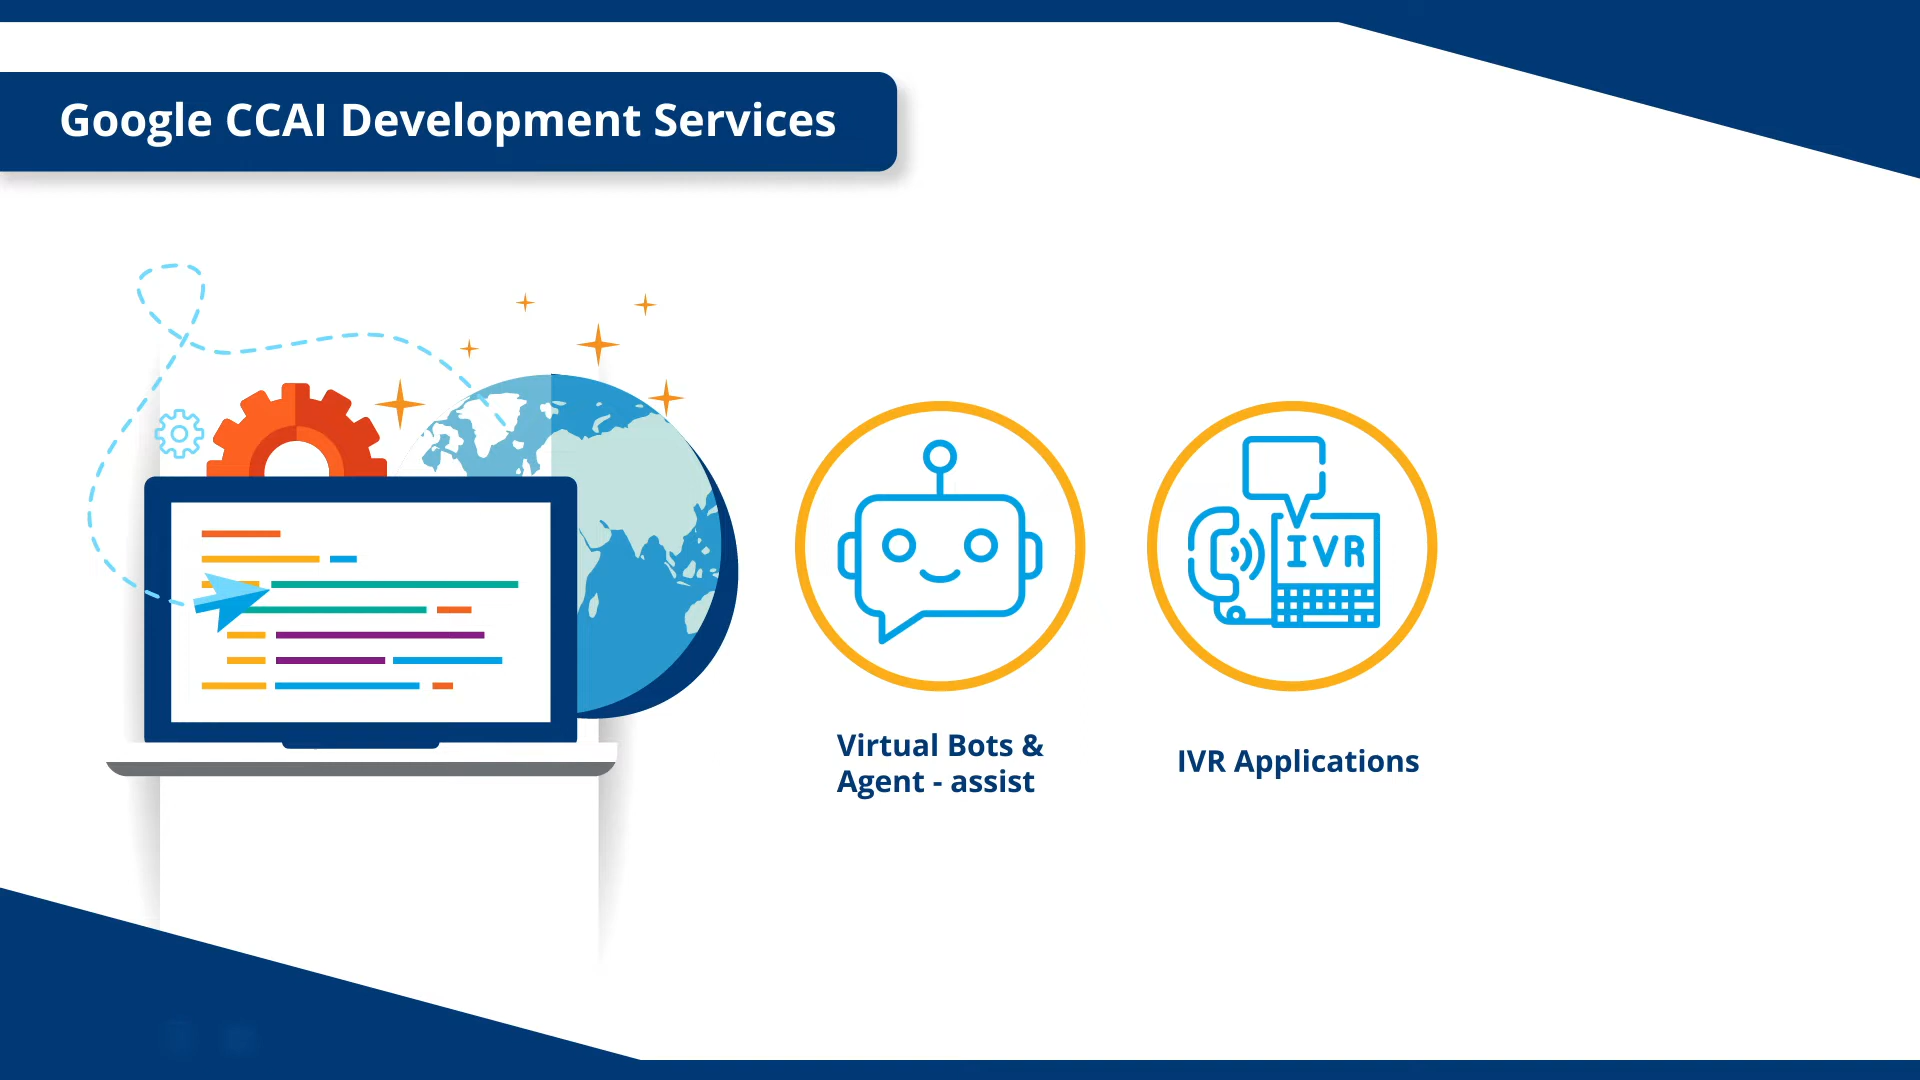 Google CCAI Development Services
IVR
Virtual Bots &
Agent - assist
IVR Applications